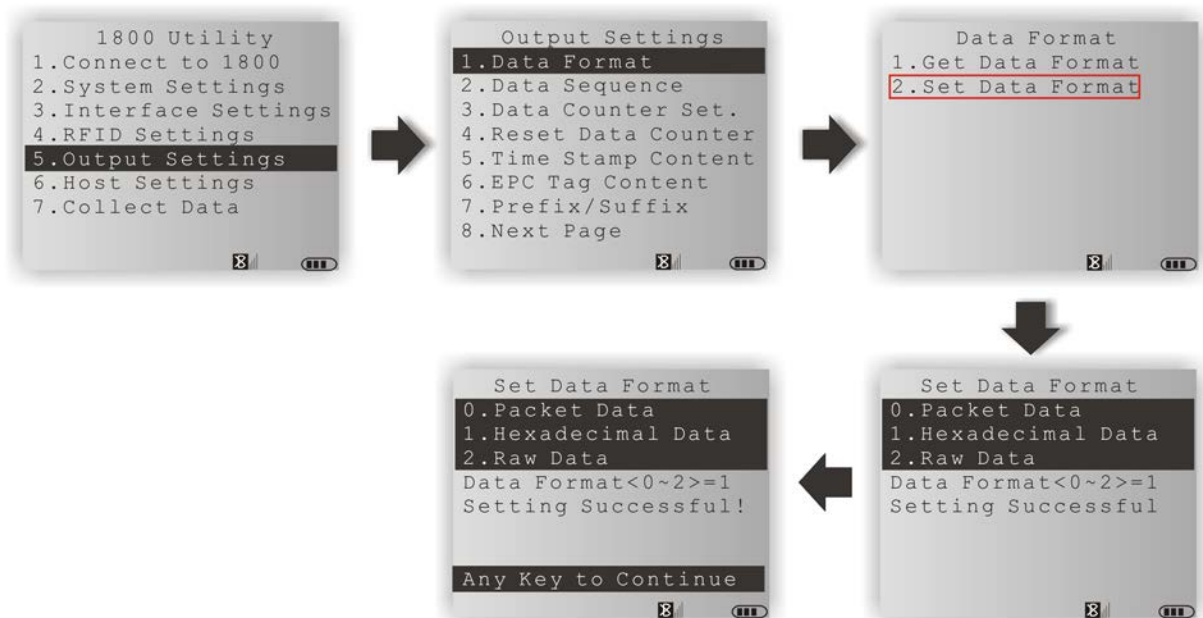 1800 Utility
1.Connect to 1800
2.System Settings
3.Interface Settings
4.RFID Settings
5.Output Settings
6.Host Settings
7.Collect Data
Output Settings
1.Data Format
2.Data Sequence
3.Data Counter Set.
4.Reset Data Counter
5.Time Stamp Content
6.EPC Tag Content
7.Prefix/Suffix
8.Next Page
Data Format
1.Get Data Format
2.Set Data Format
Set Data Format
0.Packet Data
1.Hexadecimal Data
2.Raw Data
Data Format<0~2>=1
Setting Successful
Set Data Format
0.Packet Data
1.Hexadecimal Data
2.Raw Data
Data Format<0~2>=1
Setting Successful!
Any Key to Continue